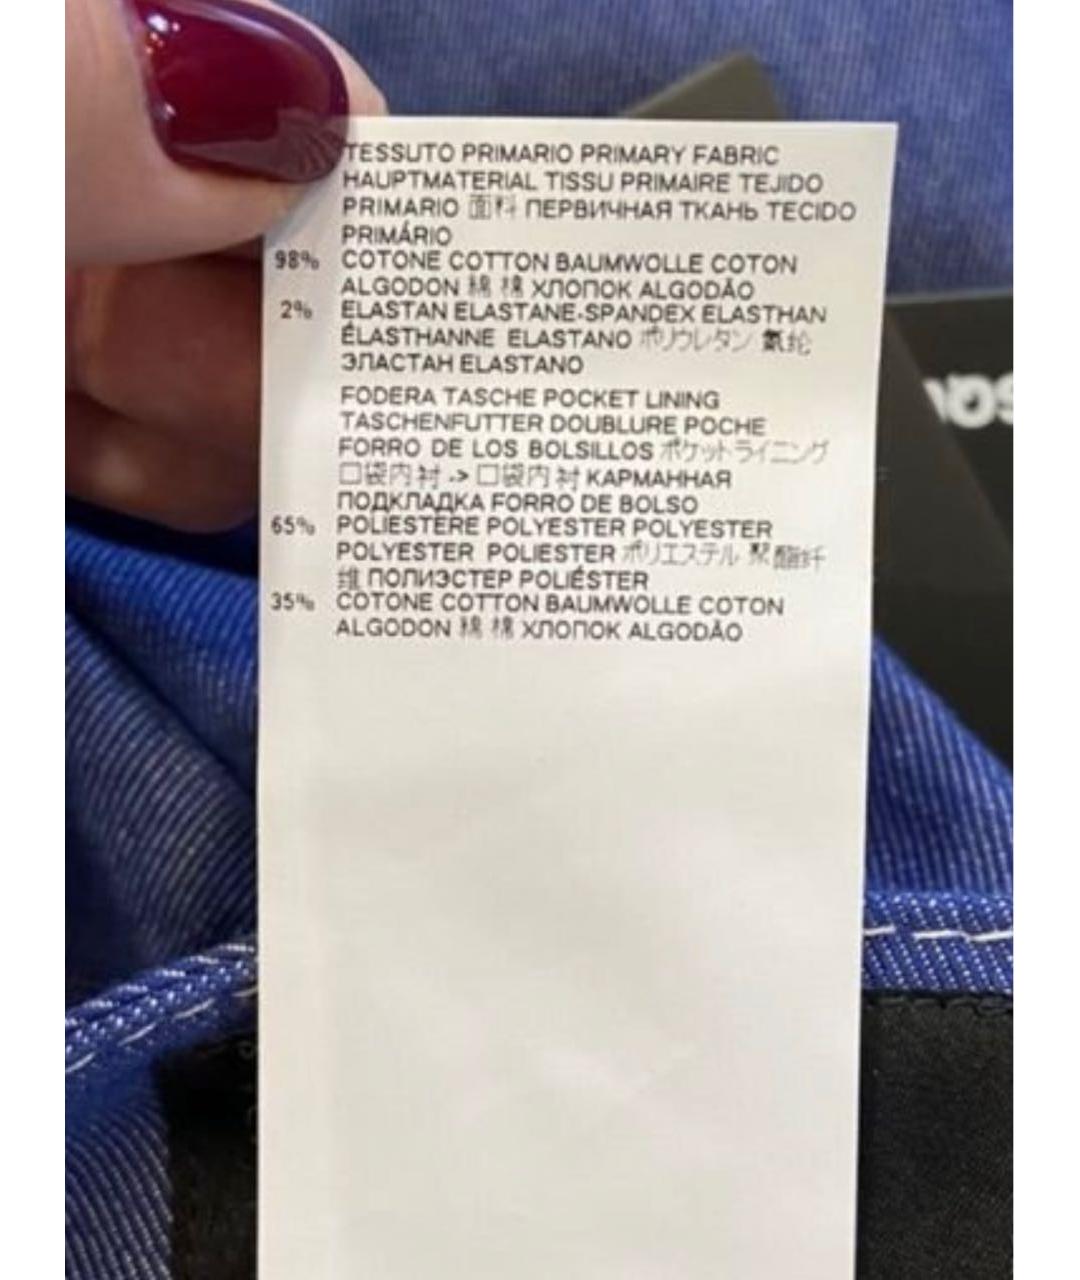 TESSUTO PRIMARIO PRIMARY FABRIC
HAUPTMATERIAL TISSU PRIMAIRE TEJIDO
PRIMARIO 面料 ПЕРВИЧНАЯ ТКАНЬ TECIDO
PRIMÁRIO
98% COTONE COTTON BAUMWOLLE COTON
ALGODON 綿 棉 ХЛОПОК ALGODÃO
2% ELASTAN ELASTANE-SPANDEX ELASTHAN
ÉLASTHANNE ELASTANO ポリウレタン 氨纶
ЭЛАСТАН ELASTANO
FODERA TASCHE POCKET LINING
TASCHENFUTTER DOUBLURE POCHE
FORRO DE LOS BOLSILLOS ポケットライニング
口袋内衬 -> 口袋内衬 КАРМАННАЯ
ПОДКЛАДКА FORRO DE BOLSO
65% POLIESTERE POLYESTER POLYESTER
POLYESTER POLIESTER ポリエステル 聚酯纤
维 ПОЛИЭСТЕР POLIÉSTER
35% COTONE COTTON BAUMWOLLE COTON
ALGODON 綿 棉 ХЛОПОК ALGODÃO